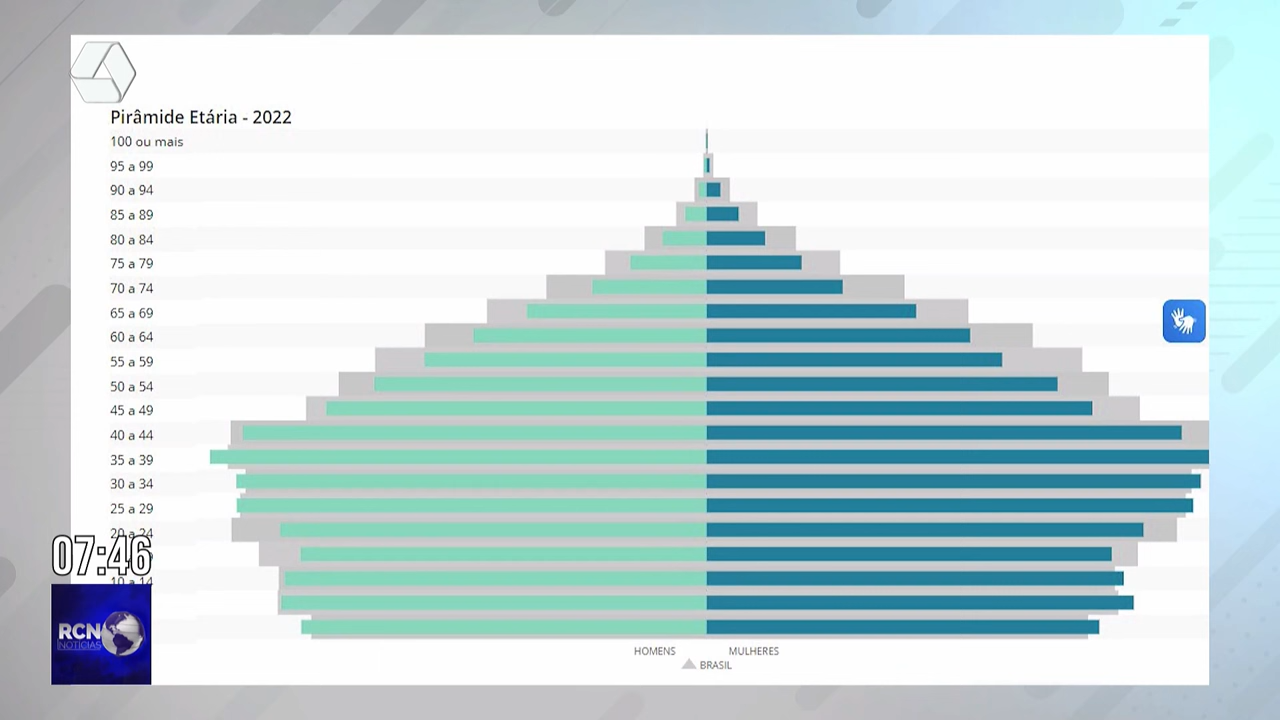 Pirâmide Etária - 2022
100 ou mais
95 a 99
90 a 94
85 a 89
80 a 84
75 a 79
70 a 74
65 a 69
60 a 64
55 a 59
50 a 54
45 a 49
40 a 44
35 a 39
30 a 34
25 a 29
20 a 24
07:46
10 a 14
RCN
NOTÍCIAS
HOMENS MULHERES
BRASIL